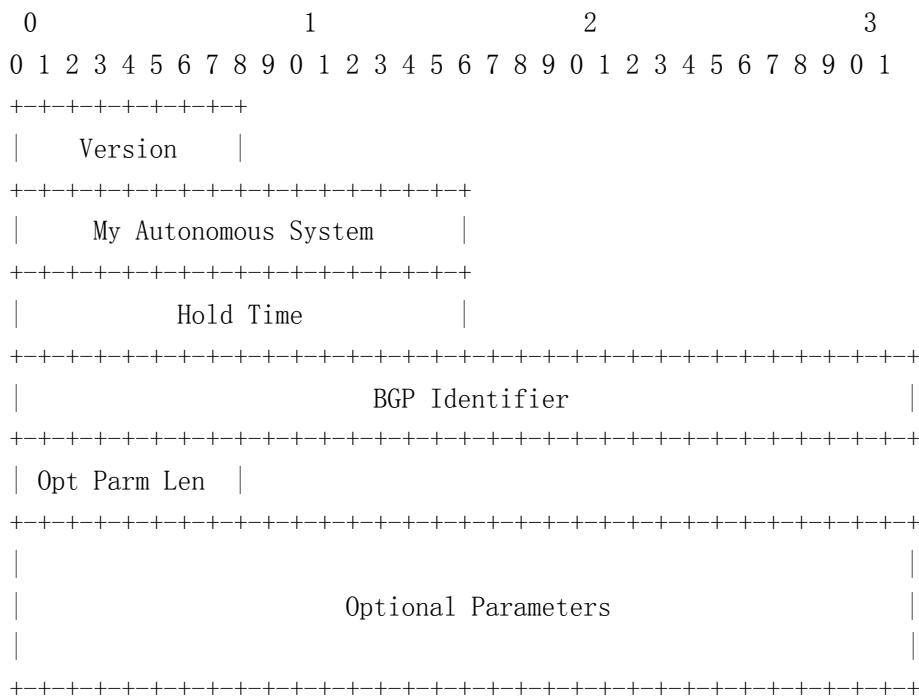 0 1 2 3
0 1 2 3 4 5 6 7 8 9 0 1 2 3 4 5 6 7 8 9 0 1 2 3 4 5 6 7 8 9 0 1
Version
My Autonomous System
Hold Time
BGP Identifier
Opt Parm Len
Optional Parameters